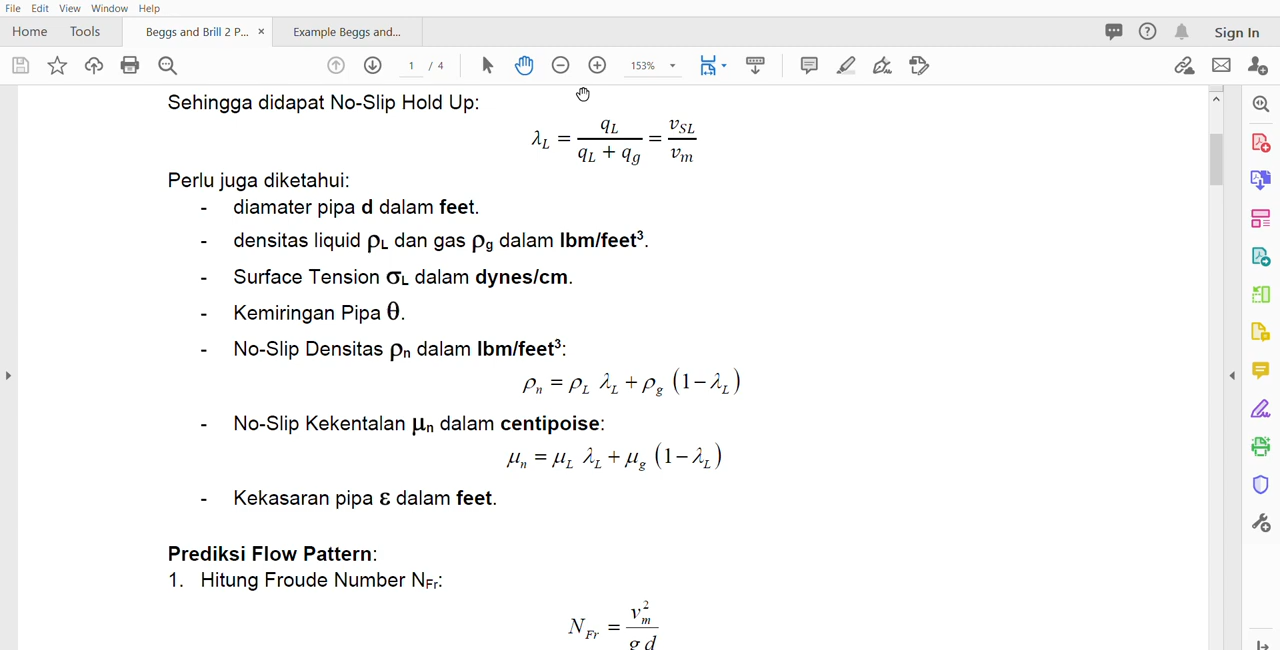 File Edit View Window Help
Home Tools Beggs and Brill 2 P... × Example Beggs and... Sign In
1 / 4 153%
Sehingga didapat No-Slip Hold Up:
λL = qL / (qL + qg) = vSL / vm
Perlu juga diketahui:
- diamater pipa d dalam feet.
- densitas liquid ρL dan gas ρg dalam lbm/feet³.
- Surface Tension σL dalam dynes/cm.
- Kemiringan Pipa θ.
- No-Slip Densitas ρn dalam lbm/feet³:
ρn = ρL λL + ρg (1 − λL)
- No-Slip Kekentalan μn dalam centipoise:
μn = μL λL + μg (1 − λL)
- Kekasaran pipa ε dalam feet.
Prediksi Flow Pattern:
1. Hitung Froude Number NFr:
NFr = vm² / g d